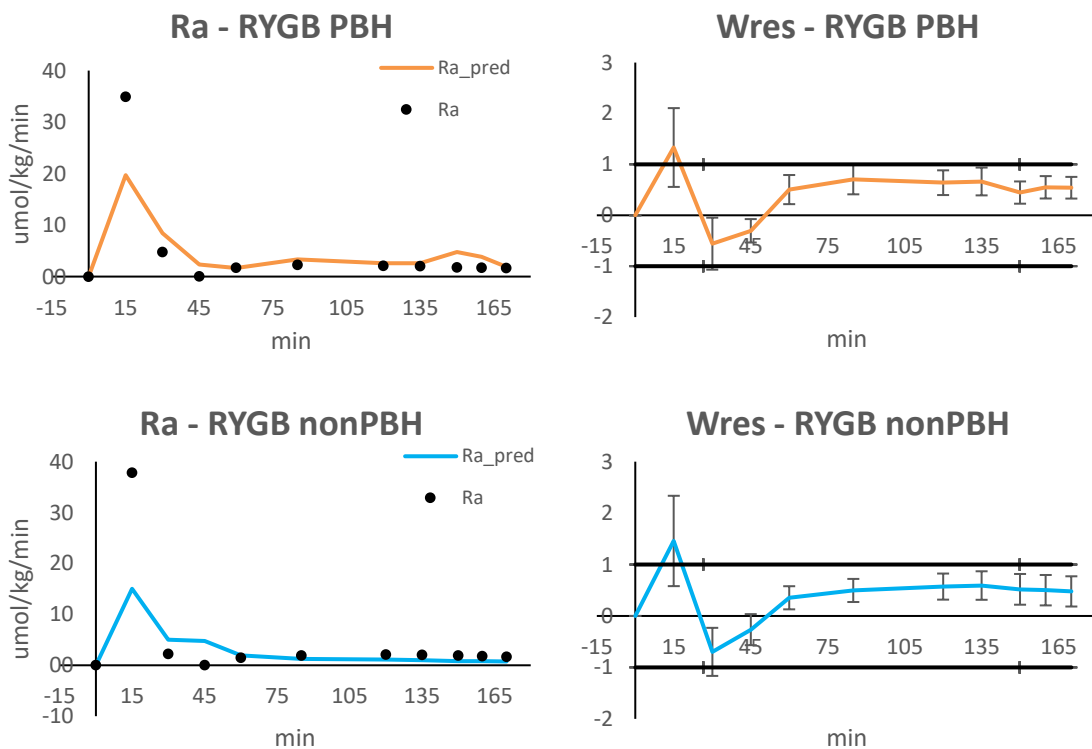 Ra - RYGB PBH
umol/kg/min
40
30
20
10
00
-15 15 45 75 105 135 165
min
Ra_pred
Ra
Wres - RYGB PBH
3
2
1
0
-1
-2
-15 15 45 75 105 135 165
min
Ra - RYGB nonPBH
umol/kg/min
40
30
20
10
00
-10
-15 15 45 75 105 135 165
min
Ra_pred
Ra
Wres - RYGB nonPBH
3
2
1
0
-1
-2
-15 15 45 75 105 135 165
min